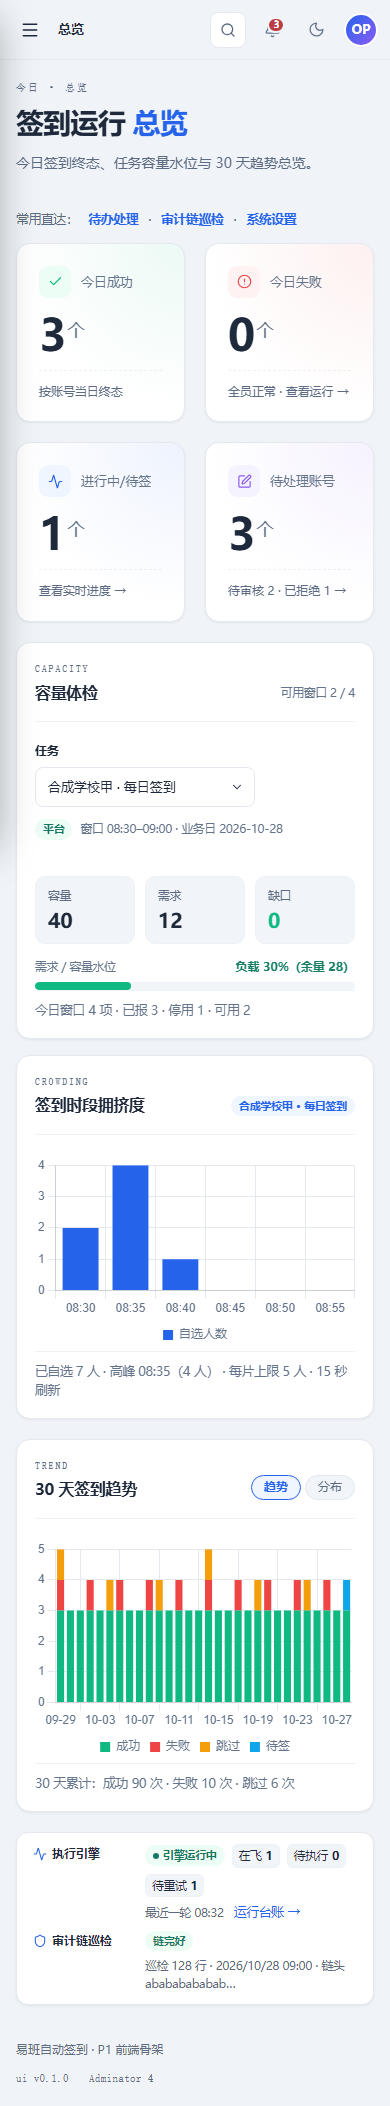 总览
3
OP
今日 · 总览
签到运行 总览
今日签到终态、任务容量水位与 30 天趋势总览。
常用直达： 待办处理 · 审计链巡检 · 系统设置
今日成功
3个
按账号当日终态
今日失败
0个
全员正常 · 查看运行 →
进行中/待签
1个
查看实时进度 →
待处理账号
3个
待审核 2 · 已拒绝 1 →
CAPACITY
容量体检
可用窗口 2 / 4
任务
合成学校甲 · 每日签到
平台 窗口 08:30–09:00 · 业务日 2026-10-28
容量
40
需求
12
缺口
0
需求 / 容量水位
负载 30%（余量 28）
今日窗口 4 项 · 已报 3 · 停用 1 · 可用 2
CROWDING
签到时段拥挤度
合成学校甲 • 每日签到
4
3
2
1
0
08:30 08:35 08:40 08:45 08:50 08:55
自选人数
已自选 7 人 · 高峰 08:35（4 人） · 每片上限 5 人 · 15 秒
刷新
TREND
30 天签到趋势
趋势 分布
5
4
3
2
1
0
09-29 10-03 10-07 10-11 10-15 10-19 10-23 10-27
成功 失败 跳过 待签
30 天累计： 成功 90 次 · 失败 10 次 · 跳过 6 次
执行引擎
引擎运行中 在飞 1 待执行 0
待重试 1
最近一轮 08:32 运行台账 →
审计链巡检
链完好
巡检 128 行 · 2026/10/28 09:00 · 链头
abababababab…
易班自动签到 · P1 前端骨架
ui v0.1.0 Adminator 4